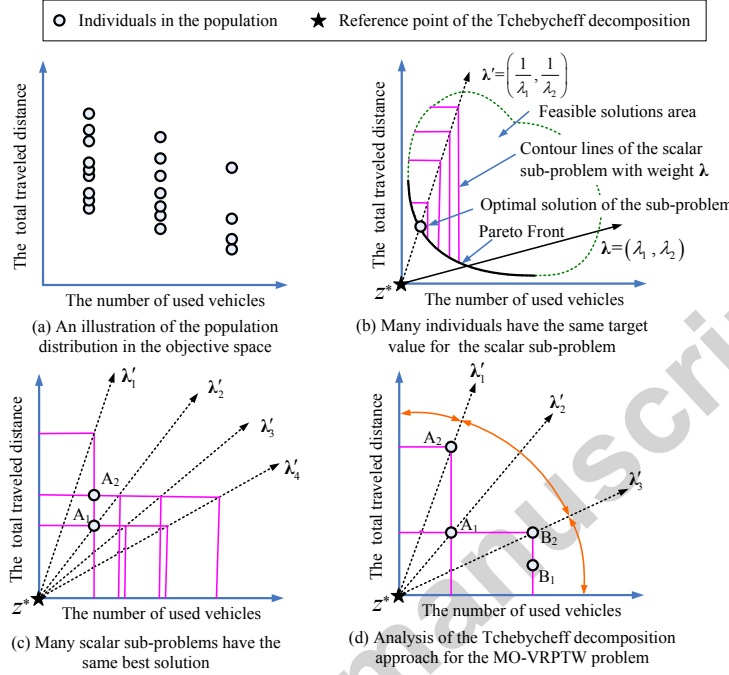 Individuals in the population
Reference point of the Tchebycheff decomposition
The total traveled distance
The number of used vehicles
(a) An illustration of the population
distribution in the objective space
The total traveled distance
λ′=(1/λ₁, 1/λ₂)
Feasible solutions area
Contour lines of the scalar
sub-problem with weight λ
Optimal solution of the sub-problem
Pareto Front
λ=(λ₁, λ₂)
z*
The number of used vehicles
(b) Many individuals have the same target
value for the scalar sub-problem
The total traveled distance
λ′₁
λ′₂
λ′₃
λ′₄
A₂
A₁
z*
The number of used vehicles
(c) Many scalar sub-problems have the
same best solution
The total traveled distance
λ′₁
λ′₂
λ′₃
A₂
A₁
B₂
B₁
z*
The number of used vehicles
(d) Analysis of the Tchebycheff decomposition
approach for the MO-VRPTW problem
manuscrip